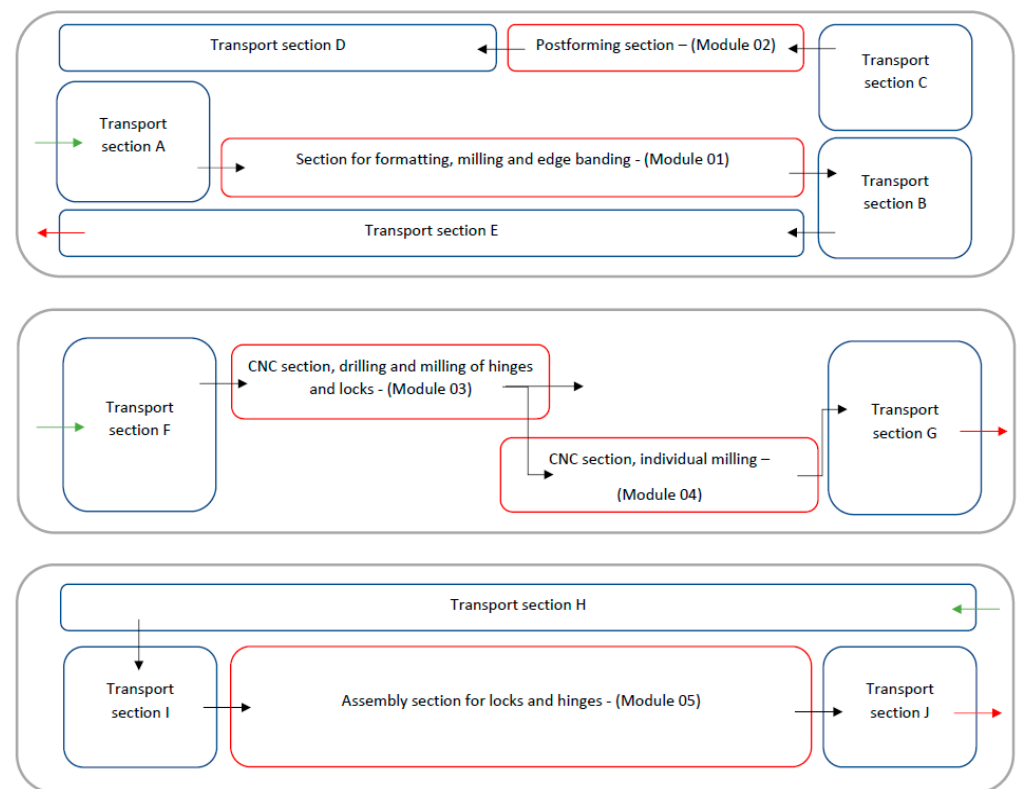 Transport section D
Postforming section – (Module 02)
Transport
section C
Transport
section A
Section for formatting, milling and edge banding - (Module 01)
Transport
section B
Transport section E
CNC section, drilling and milling of hinges
and locks - (Module 03)
Transport
section F
Transport
section G
CNC section, individual milling –
(Module 04)
Transport section H
Transport
section I
Assembly section for locks and hinges - (Module 05)
Transport
section J